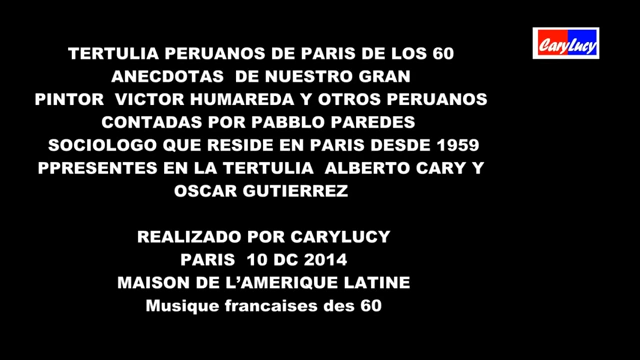 CaryLucy
TERTULIA PERUANOS DE PARIS DE LOS 60
ANECDOTAS DE NUESTRO GRAN
PINTOR VICTOR HUMAREDA Y OTROS PERUANOS
CONTADAS POR PABBLO PAREDES
SOCIOLOGO QUE RESIDE EN PARIS DESDE 1959
PPRESENTES EN LA TERTULIA ALBERTO CARY Y
OSCAR GUTIERREZ
REALIZADO POR CARYLUCY
PARIS 10 DC 2014
MAISON DE L’AMERIQUE LATINE
Musique francaises des 60